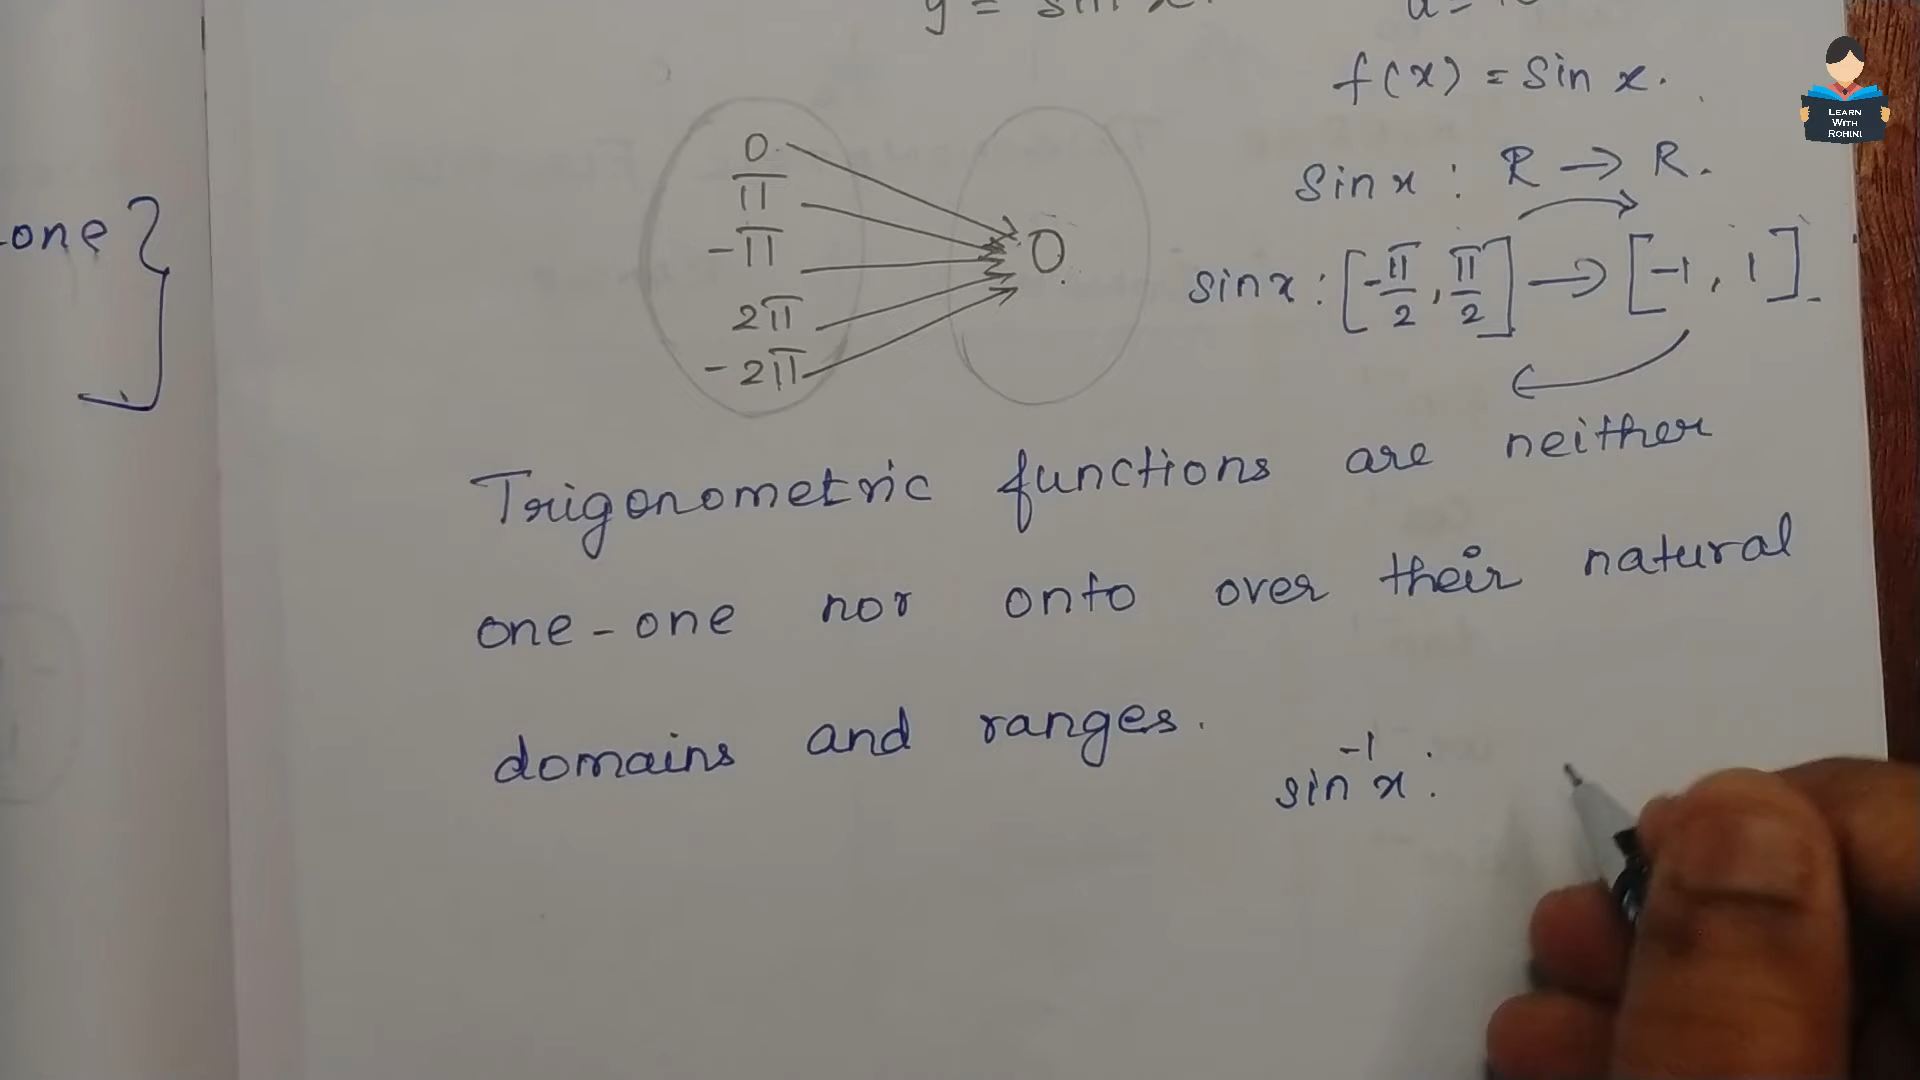 y = sin x.
f(x) = Sin x.
LEARN
WITH
ROHINI
0
π
-π
2π
-2π
0
Sin x : R → R.
-one }
sin x : [-π/2, π/2] → [-1, 1].
Trigonometric functions are neither
one-one nor onto over their natural
domains and ranges.
sin⁻¹x :